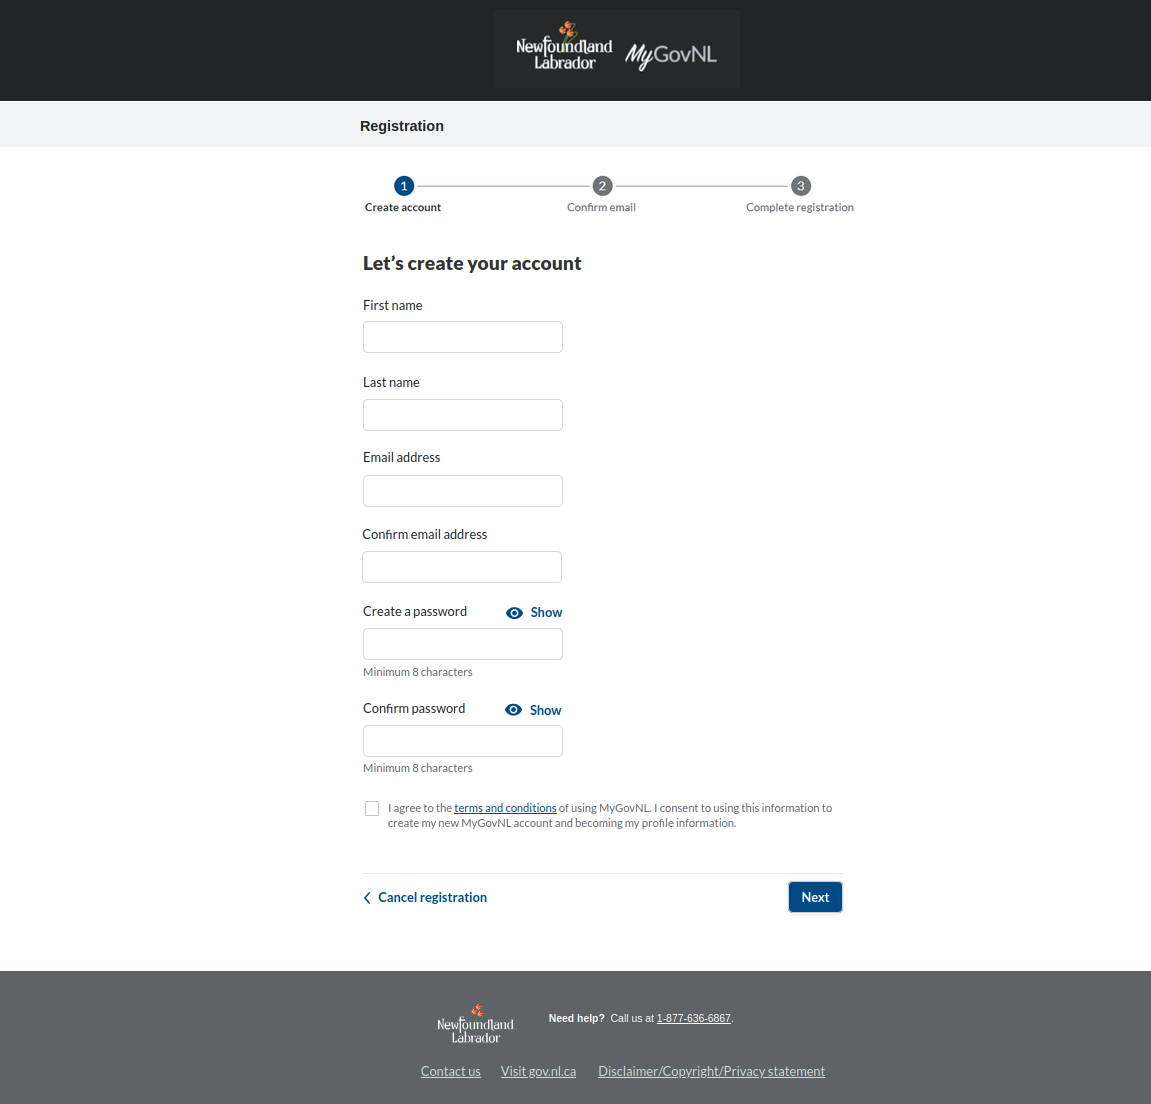 Newfoundland
Labrador
MyGovNL
Registration
1
2
3
Create account
Confirm email
Complete registration
Let’s create your account
First name
Last name
Email address
Confirm email address
Create a password
Show
Minimum 8 characters
Confirm password
Show
Minimum 8 characters
I agree to the terms and conditions of using MyGovNL. I consent to using this information to
create my new MyGovNL account and becoming my profile information.
Cancel registration
Next
Newfoundland
Labrador
Need help? Call us at 1-877-636-6867.
Contact us
Visit gov.nl.ca
Disclaimer/Copyright/Privacy statement